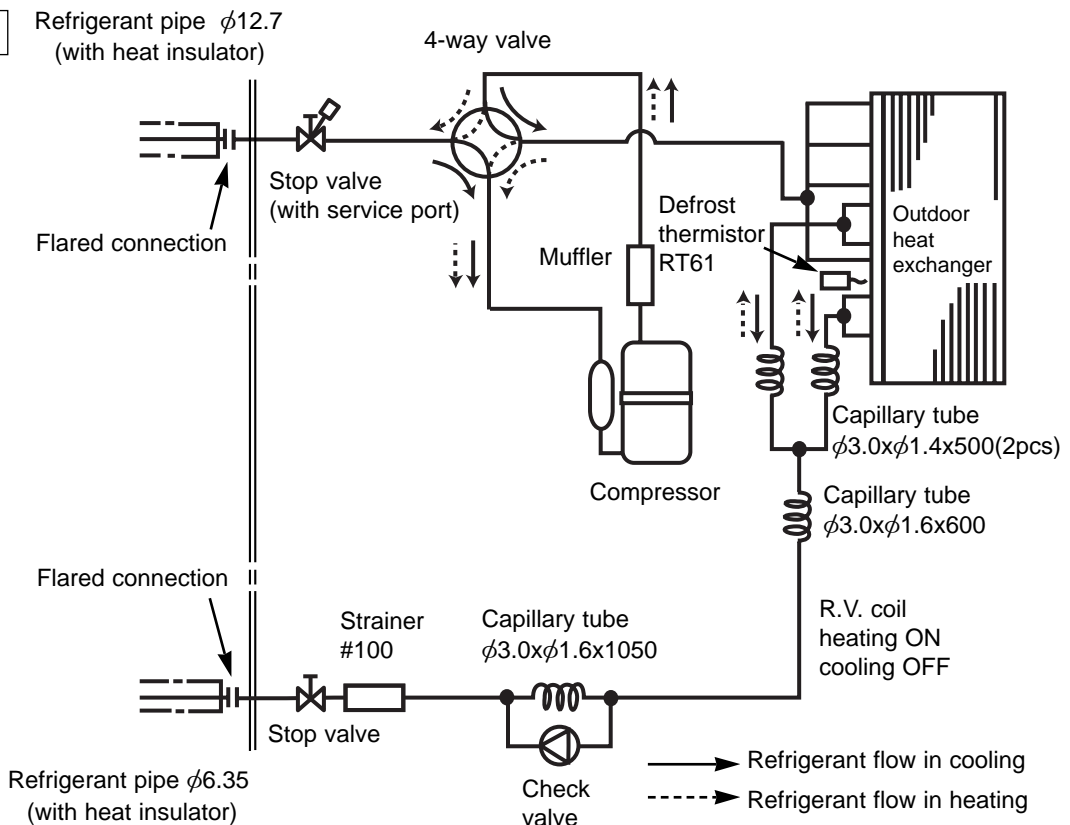 Refrigerant pipe ϕ12.7
(with heat insulator)
4-way valve
Stop valve
(with service port)
Flared connection
Muffler
Defrost
thermistor
RT61
Outdoor
heat
exchanger
Capillary tube
ϕ3.0xϕ1.4x500(2pcs)
Compressor
Capillary tube
ϕ3.0xϕ1.6x600
Flared connection
Strainer
#100
Capillary tube
ϕ3.0xϕ1.6x1050
R.V. coil
heating ON
cooling OFF
Stop valve
Refrigerant pipe ϕ6.35
(with heat insulator)
Check
valve
Refrigerant flow in cooling
Refrigerant flow in heating